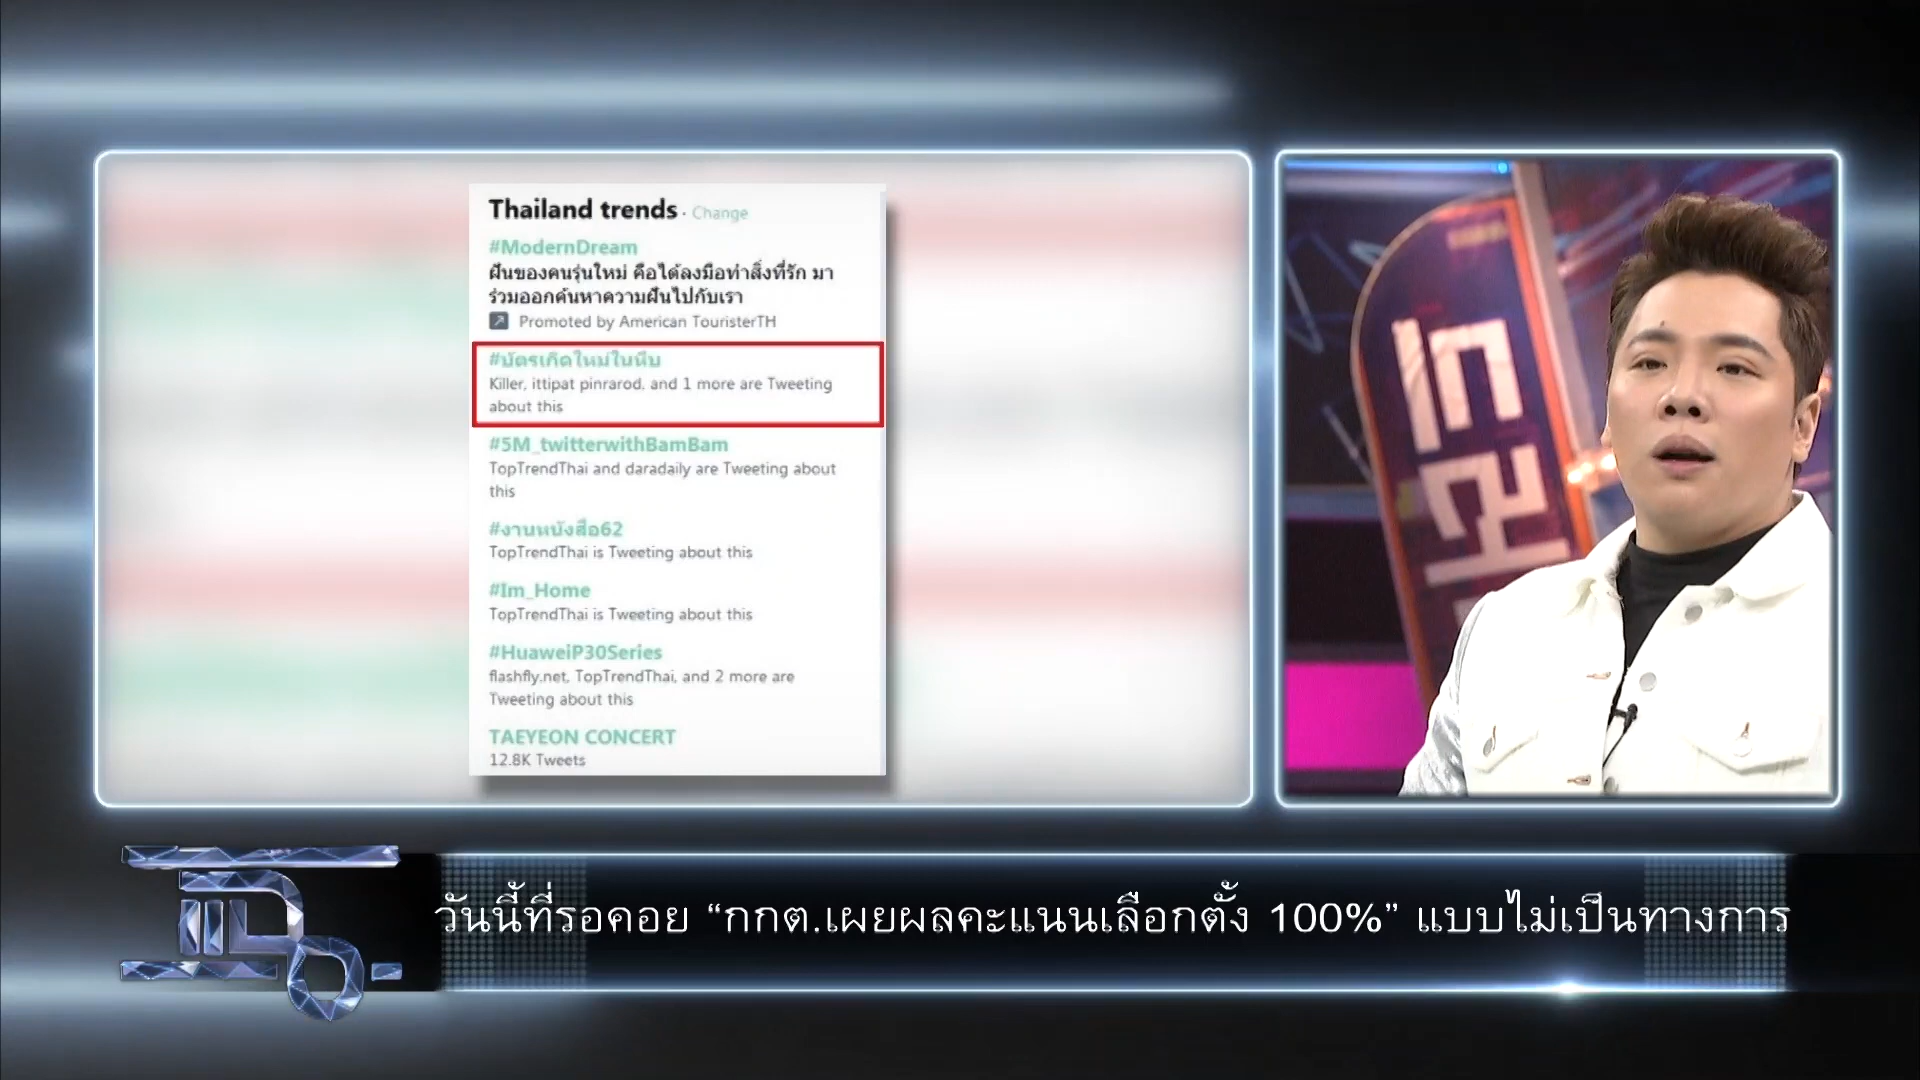 Thailand trends · Change
#ModernDream
ฝันของคนรุ่นใหม่ คือได้ลงมือทำสิ่งที่รัก มา
ร่วมออกค้นหาความฝันไปกับเรา
Promoted by American TouristerTH
#บัตรเกิดใหม่ในหีบ
Killer, ittipat pinrarod, and 1 more are Tweeting
about this
#5M_twitterwithBamBam
TopTrendThai and daradaily are Tweeting about
this
#งานหนังสือ62
TopTrendThai is Tweeting about this
#Im_Home
TopTrendThai is Tweeting about this
#HuaweiP30Series
flashfly.net, TopTrendThai, and 2 more are
Tweeting about this
TAEYEON CONCERT
12.8K Tweets
วันนี้ที่รอคอย “กกต.เผยผลคะแนนเลือกตั้ง 100%” แบบไม่เป็นทางการ